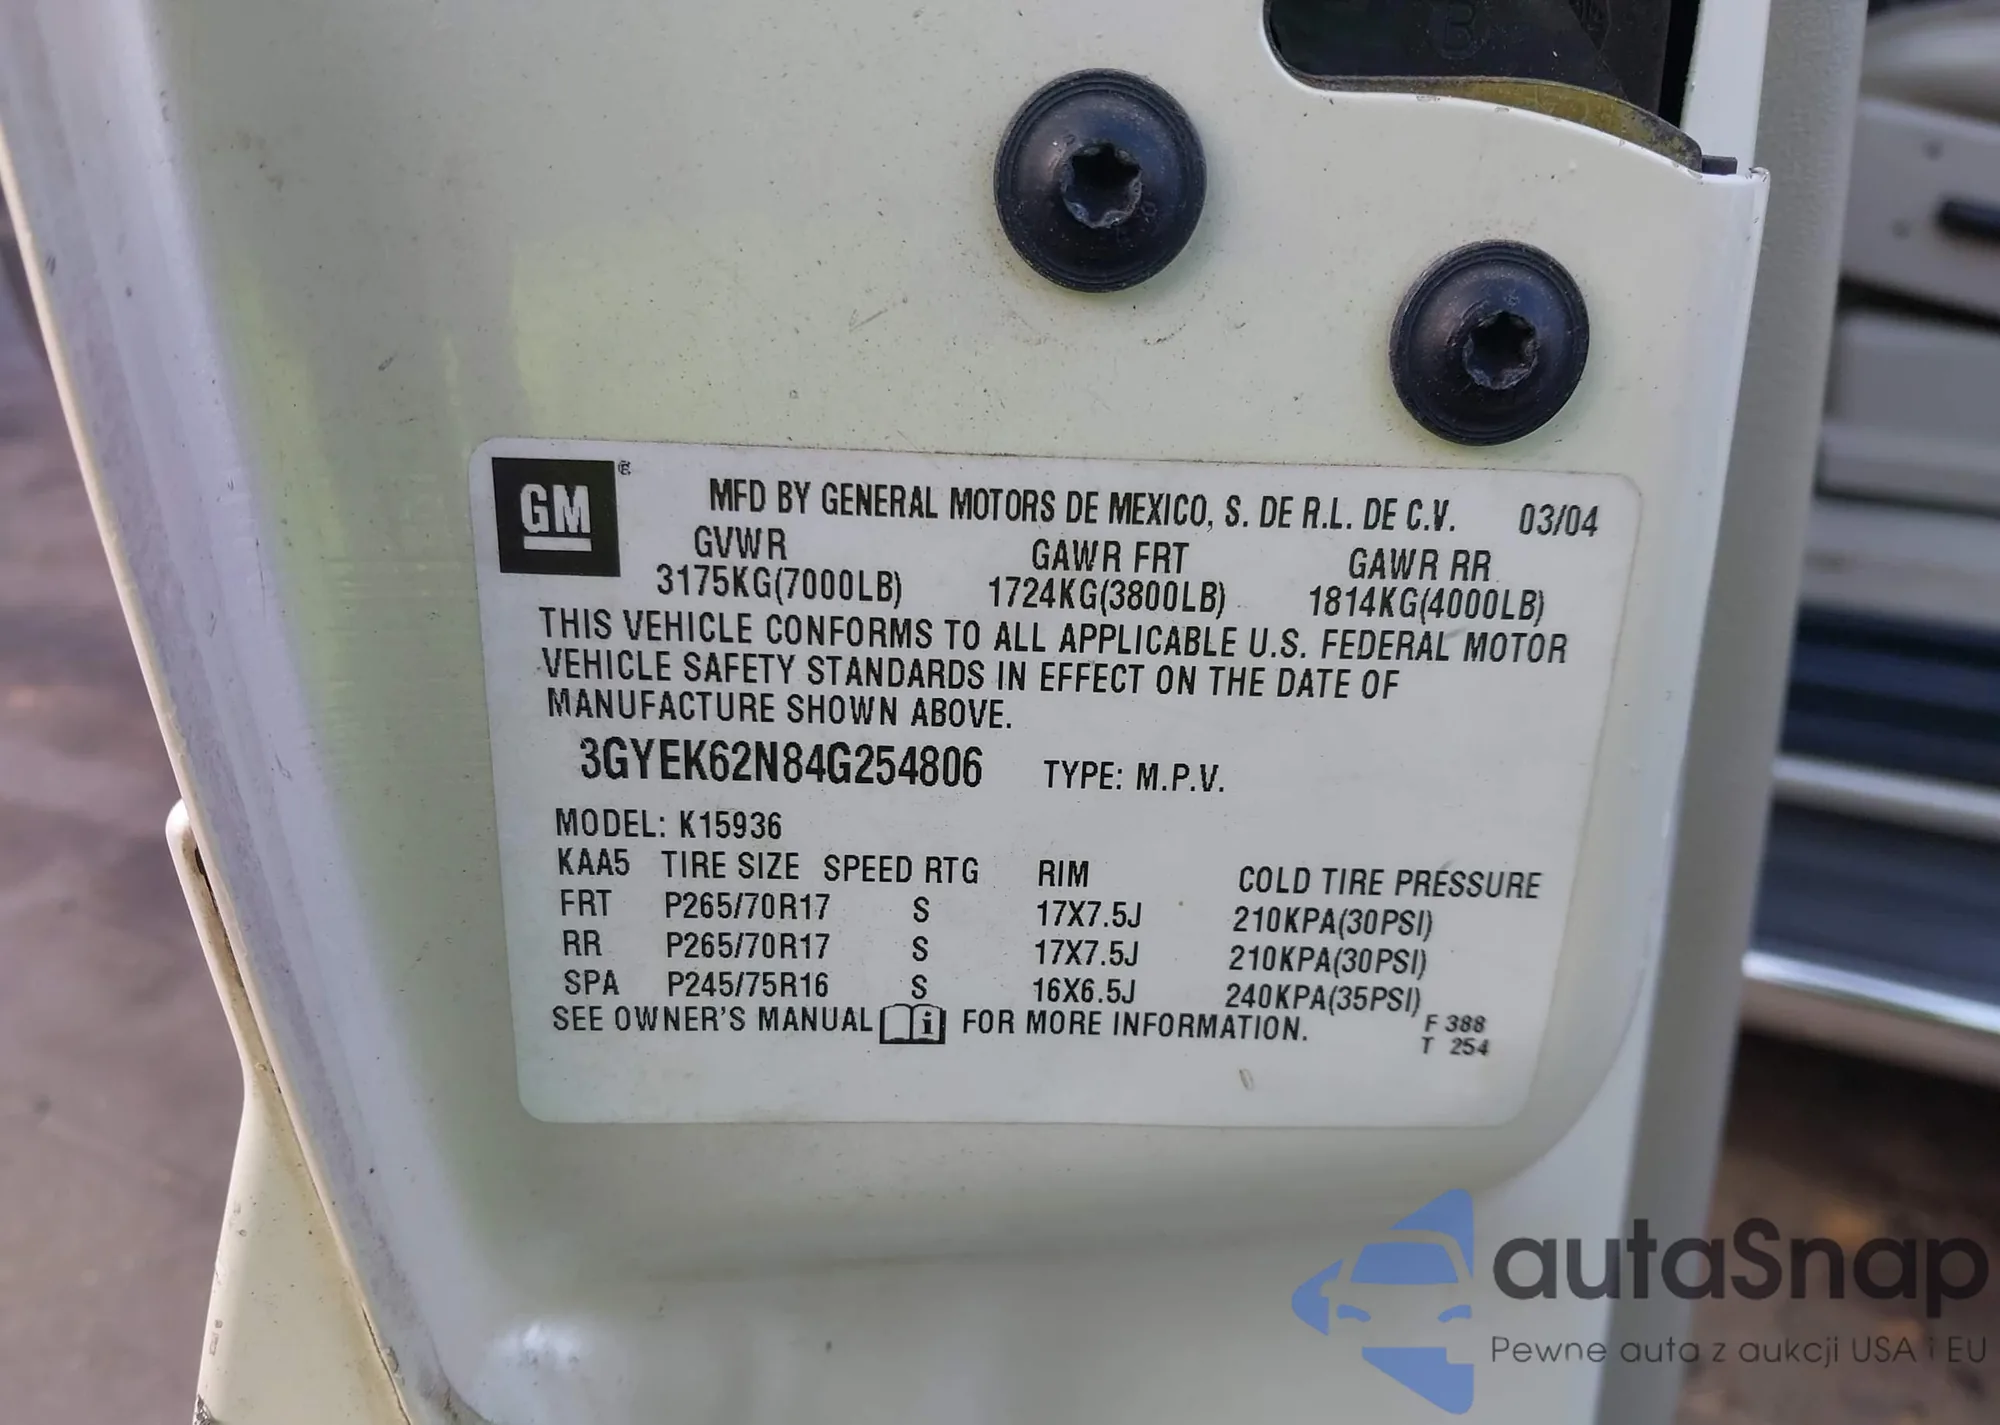 GM
MFD BY GENERAL MOTORS DE MEXICO, S. DE R.L. DE C.V. 03/04
GVWR GAWR FRT GAWR RR
3175KG(7000LB) 1724KG(3800LB) 1814KG(4000LB)
THIS VEHICLE CONFORMS TO ALL APPLICABLE U.S. FEDERAL MOTOR
VEHICLE SAFETY STANDARDS IN EFFECT ON THE DATE OF
MANUFACTURE SHOWN ABOVE.
3GYEK62N84G254806 TYPE: M.P.V.
MODEL: K15936
KAA5 TIRE SIZE SPEED RTG RIM COLD TIRE PRESSURE
FRT P265/70R17 S 17X7.5J 210KPA(30PSI)
RR P265/70R17 S 17X7.5J 210KPA(30PSI)
SPA P245/75R16 S 16X6.5J 240KPA(35PSI)
SEE OWNER'S MANUAL i FOR MORE INFORMATION.
F 388
T 254
autaSnap
Pewne auta z aukcji USA i EU